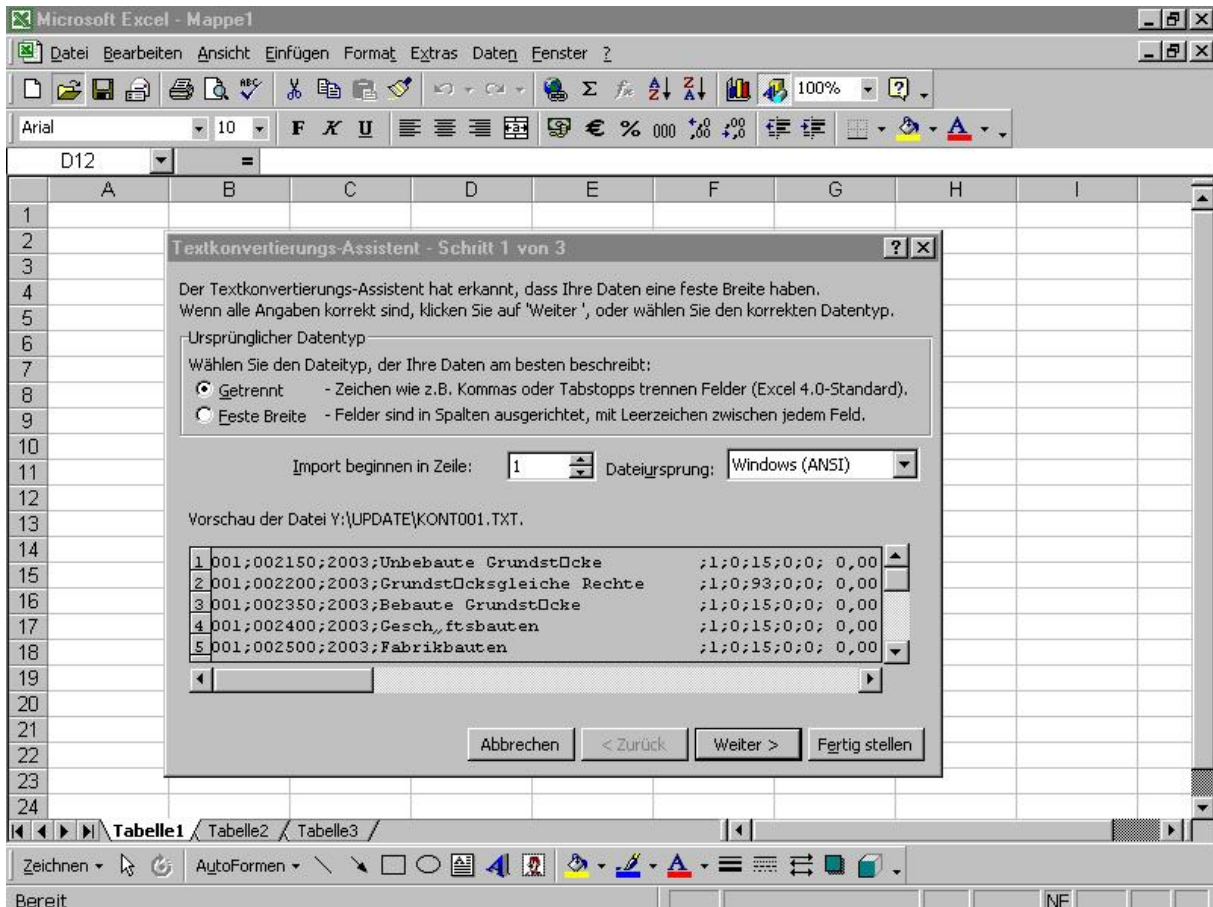 Microsoft Excel - Mappe1
Datei Bearbeiten Ansicht Einfügen Format Extras Daten Fenster ?
ABC Σ fx A Z Z A 100% ?
Arial 10 F K U € % 000 A
D12 =
A B C D E F G H I
1
2
Textkonvertierungs-Assistent - Schritt 1 von 3
3
4
Der Textkonvertierungs-Assistent hat erkannt, dass Ihre Daten eine feste Breite haben.
5
Wenn alle Angaben korrekt sind, klicken Sie auf 'Weiter ', oder wählen Sie den korrekten Datentyp.
6
Ursprünglicher Datentyp
7
Wählen Sie den Dateityp, der Ihre Daten am besten beschreibt:
8
Getrennt - Zeichen wie z.B. Kommas oder Tabstopps trennen Felder (Excel 4.0-Standard).
9
Feste Breite - Felder sind in Spalten ausgerichtet, mit Leerzeichen zwischen jedem Feld.
10
11
Import beginnen in Zeile: 1 Dateiursprung: Windows (ANSI)
12
13
Vorschau der Datei Y:\UPDATE\KONT001.TXT.
14
1 001;002150;2003;Unbebaute Grundst□cke ;1;0;15;0;0; 0,00
15
2 001;002200;2003;Grundst□cksgleiche Rechte ;1;0;93;0;0; 0,00
16
3 001;002350;2003;Bebaute Grundst□cke ;1;0;15;0;0; 0,00
17
4 001;002400;2003;Gesch„ftsbauten ;1;0;15;0;0; 0,00
18
5 001;002500;2003;Fabrikbauten ;1;0;15;0;0; 0,00
19
20
21
Abbrechen < Zurück Weiter > Fertig stellen
22
23
24
Tabelle1 Tabelle2 Tabelle3
Zeichnen AutoFormen A A
Bereit NF